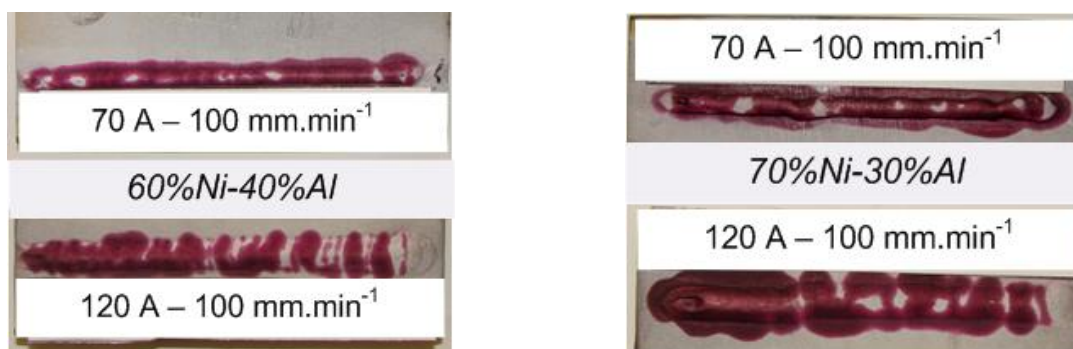 70 A – 100 mm.min⁻¹
60%Ni-40%Al
120 A – 100 mm.min⁻¹
70 A – 100 mm.min⁻¹
70%Ni-30%Al
120 A – 100 mm.min⁻¹